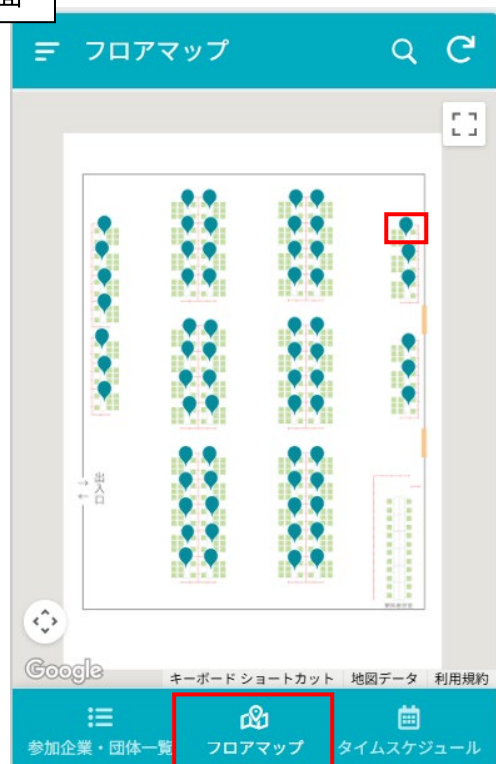 面
フロアマップ
→
←
出入口
Google
キーボード ショートカット 地図データ 利用規約
参加企業・団体一覧 フロアマップ タイムスケジュール